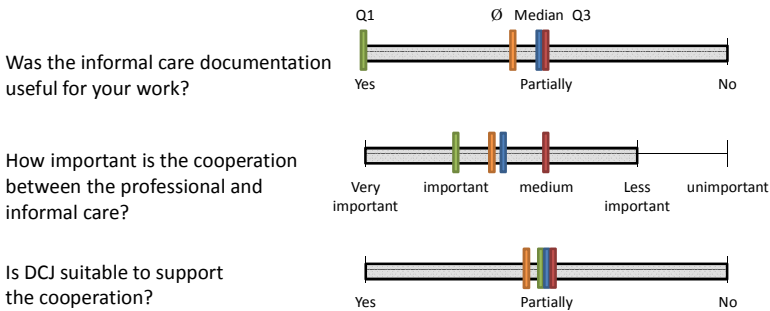 Q1 Ø Median Q3
Was the informal care documentation
useful for your work?
Yes Partially No
How important is the cooperation
between the professional and
informal care?
Very important medium Less unimportant
important important
Is DCJ suitable to support
the cooperation?
Yes Partially No